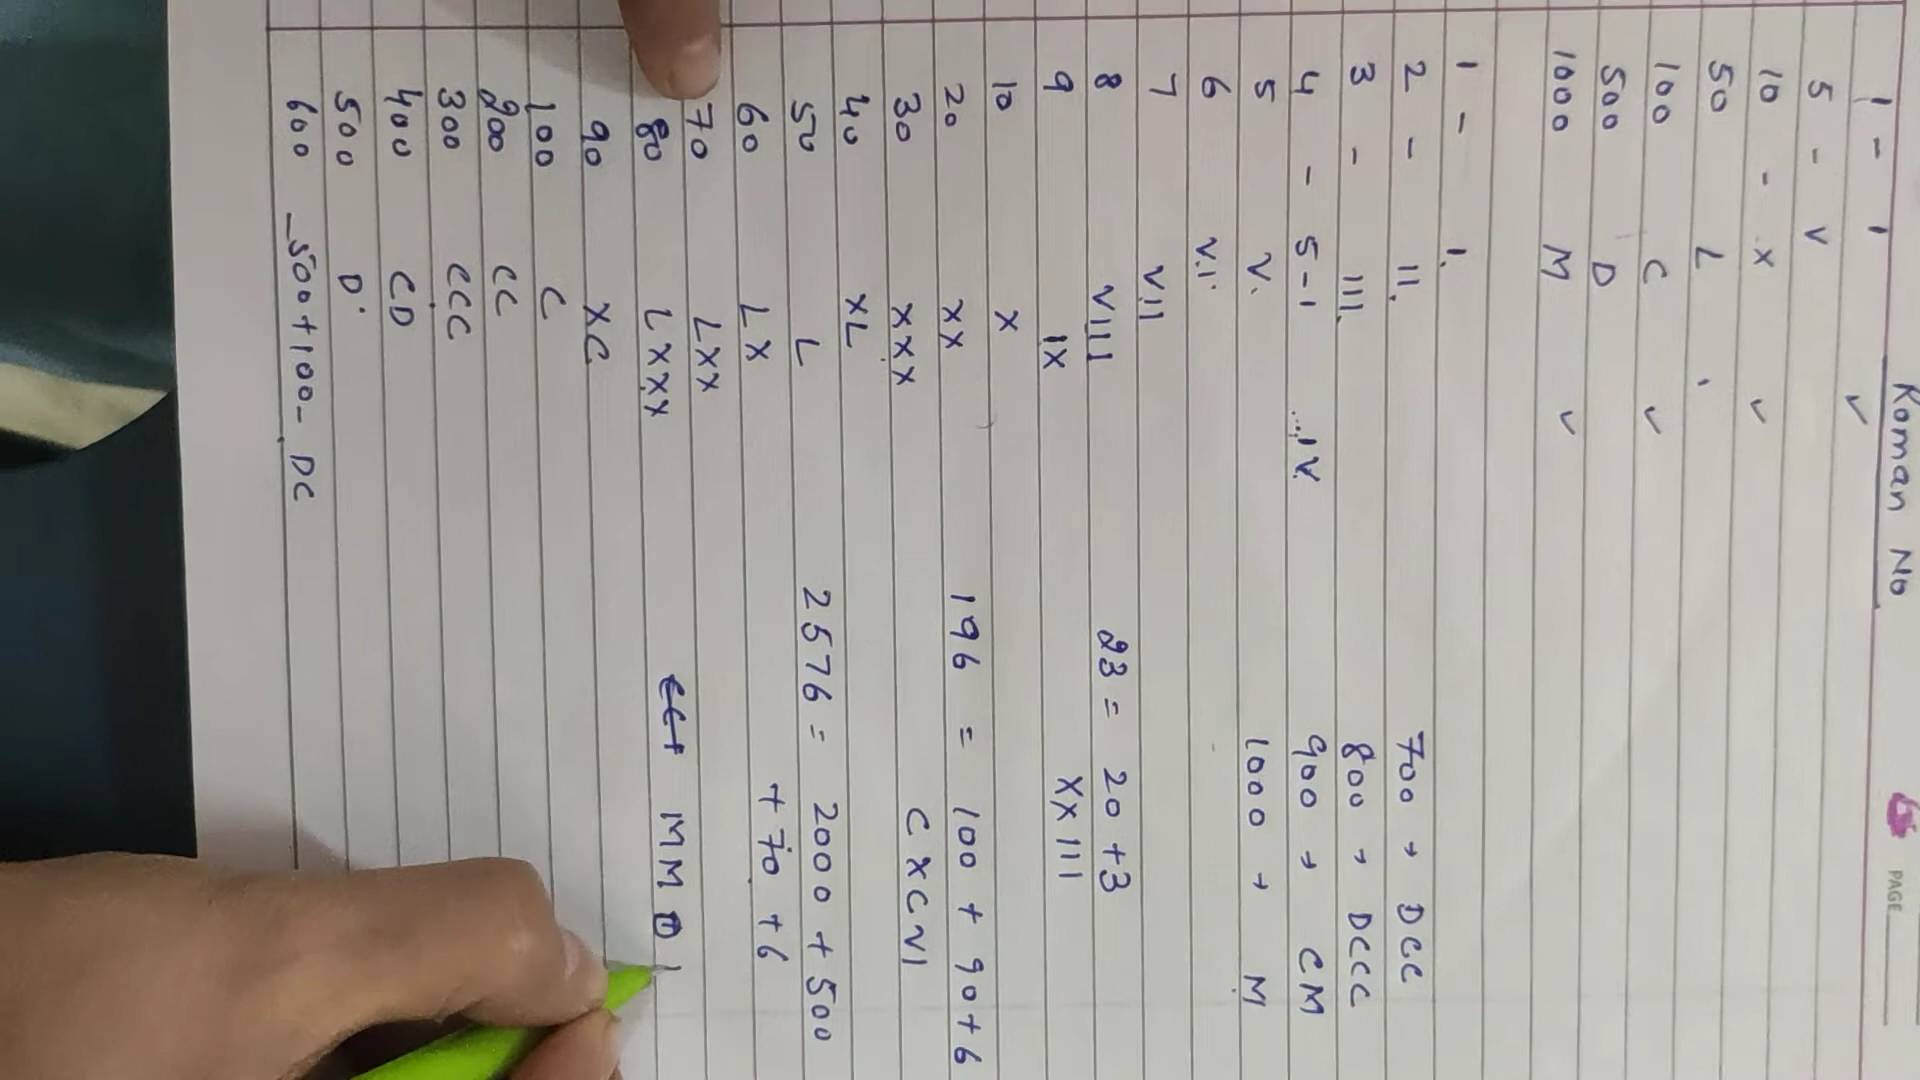 PAGE
Roman No
1 - I ✓
5 - V
10 - X ✓
50 L
100 C ✓
500 D
1000 M ✓
1 - I.
2 - II. 700 → DCC
3 - III. 800 → DCCC
4 - 5-1 ...IV. 900 → CM
5 V. 1000 → M
6 VI
7 VII
8 VIII 23 = 20+3
9 IX XXIII
10 X
20 XX 196 = 100 + 90+6
30 XXX CXCVI
40 XL
50 L 2576 = 2000 + 500
60 LX + 70 + 6
70 LXX
80 LXXX MMD
90 XC
100 C
200 CC
300 CCC
400 CD
500 D
600 - 500+100 - DC